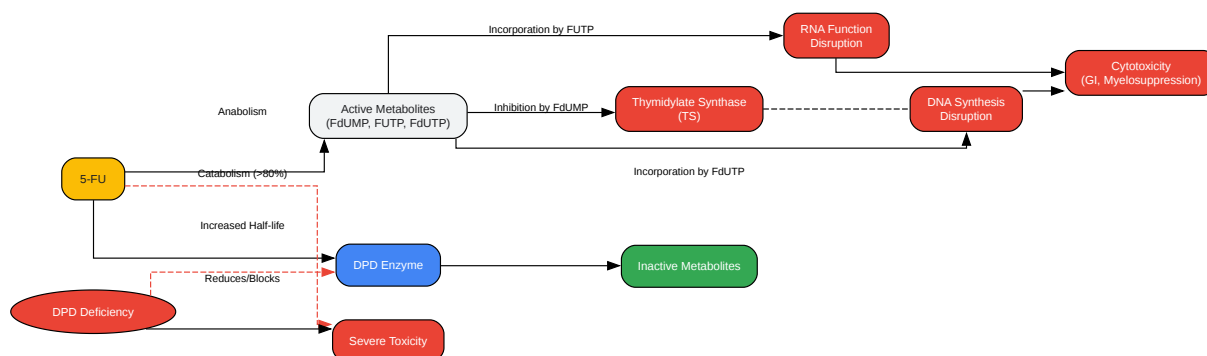 Incorporation by FUTP
RNA Function
Disruption
Cytotoxicity
(GI, Myelosuppression)
Anabolism
Active Metabolites
(FdUMP, FUTP, FdUTP)
Inhibition by FdUMP
Thymidylate Synthase
(TS)
DNA Synthesis
Disruption
5-FU
Catabolism (>80%)
Incorporation by FdUTP
Increased Half-life
DPD Enzyme
Inactive Metabolites
Reduces/Blocks
DPD Deficiency
Severe Toxicity